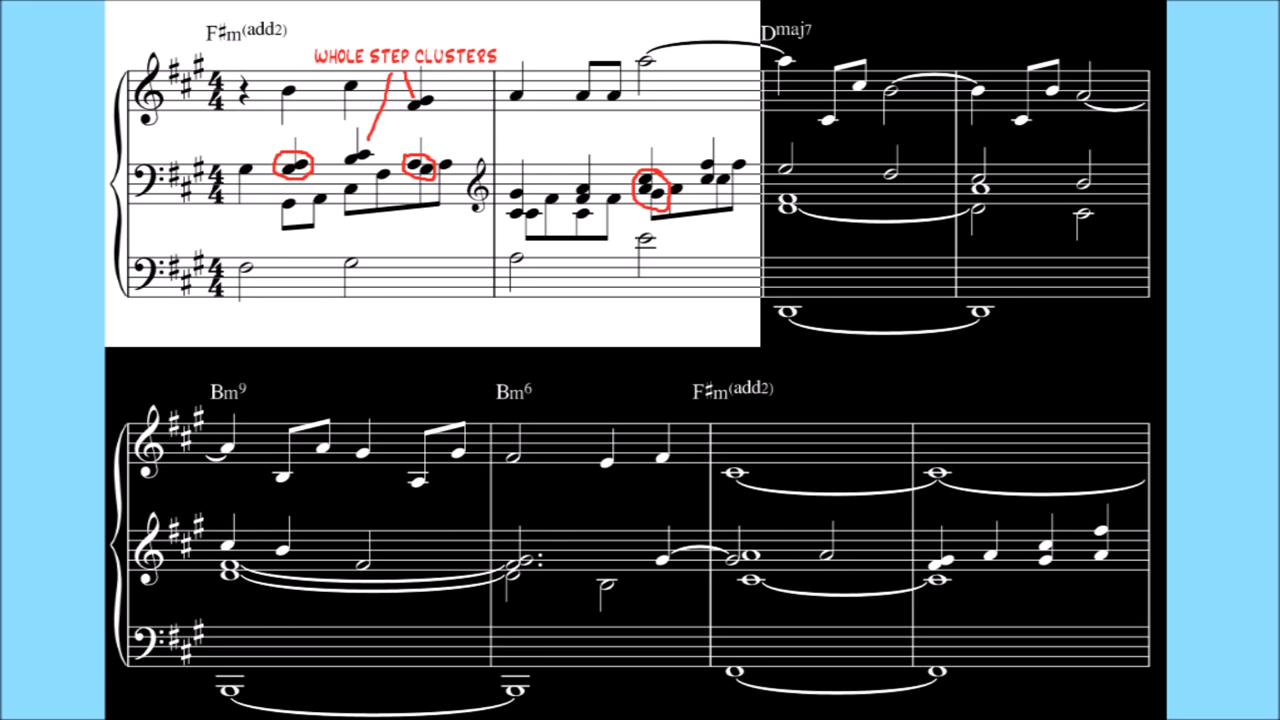 F♯m(add2)
Dmaj7
WHOLE STEP CLUSTERS
Bm9
Bm6
F♯m(add2)